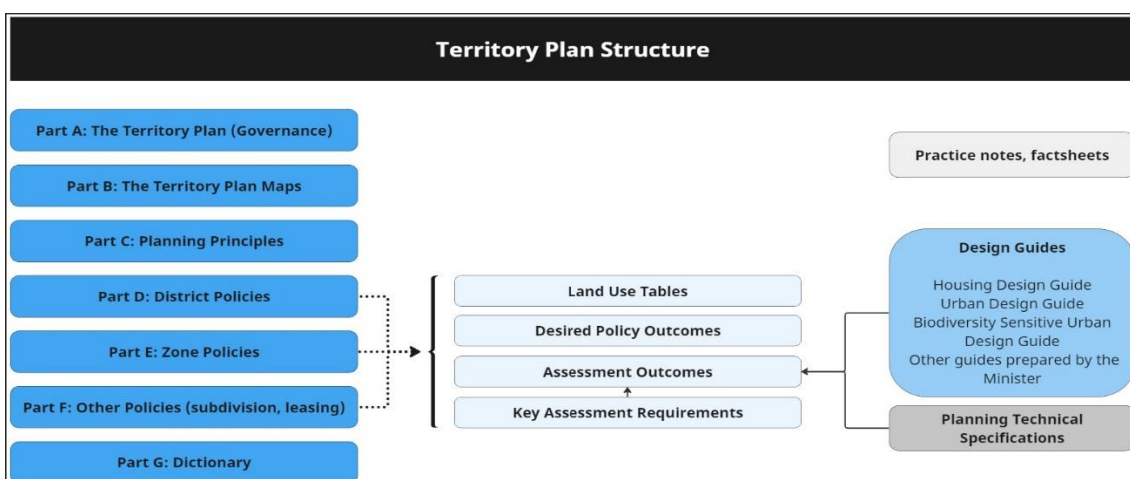 Territory Plan Structure
Part A: The Territory Plan (Governance)
Part B: The Territory Plan Maps
Part C: Planning Principles
Part D: District Policies
Part E: Zone Policies
Part F: Other Policies (subdivision, leasing)
Part G: Dictionary
Land Use Tables
Desired Policy Outcomes
Assessment Outcomes
Key Assessment Requirements
Practice notes, factsheets
Design Guides
Housing Design Guide
Urban Design Guide
Biodiversity Sensitive Urban
Design Guide
Other guides prepared by the
Minister
Planning Technical
Specifications